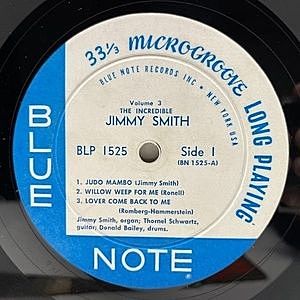 33⅓ MICROGROOVE LONG PLAYING
BLUE NOTE RECORDS INC • NEW YORK USA
Volume 3
THE INCREDIBLE
JIMMY SMITH
BLP 1525 Side 1
(BN 1525-A)
1. JUDO MAMBO (Jimmy Smith)
2. WILLOW WEEP FOR ME (Ronell)
3. LOVER COME BACK TO ME
(Romberg-Hammerstein)
Jimmy Smith, organ; Thornel Schwartz,
guitar; Donald Bailey, drums.
BLUE
NOTE